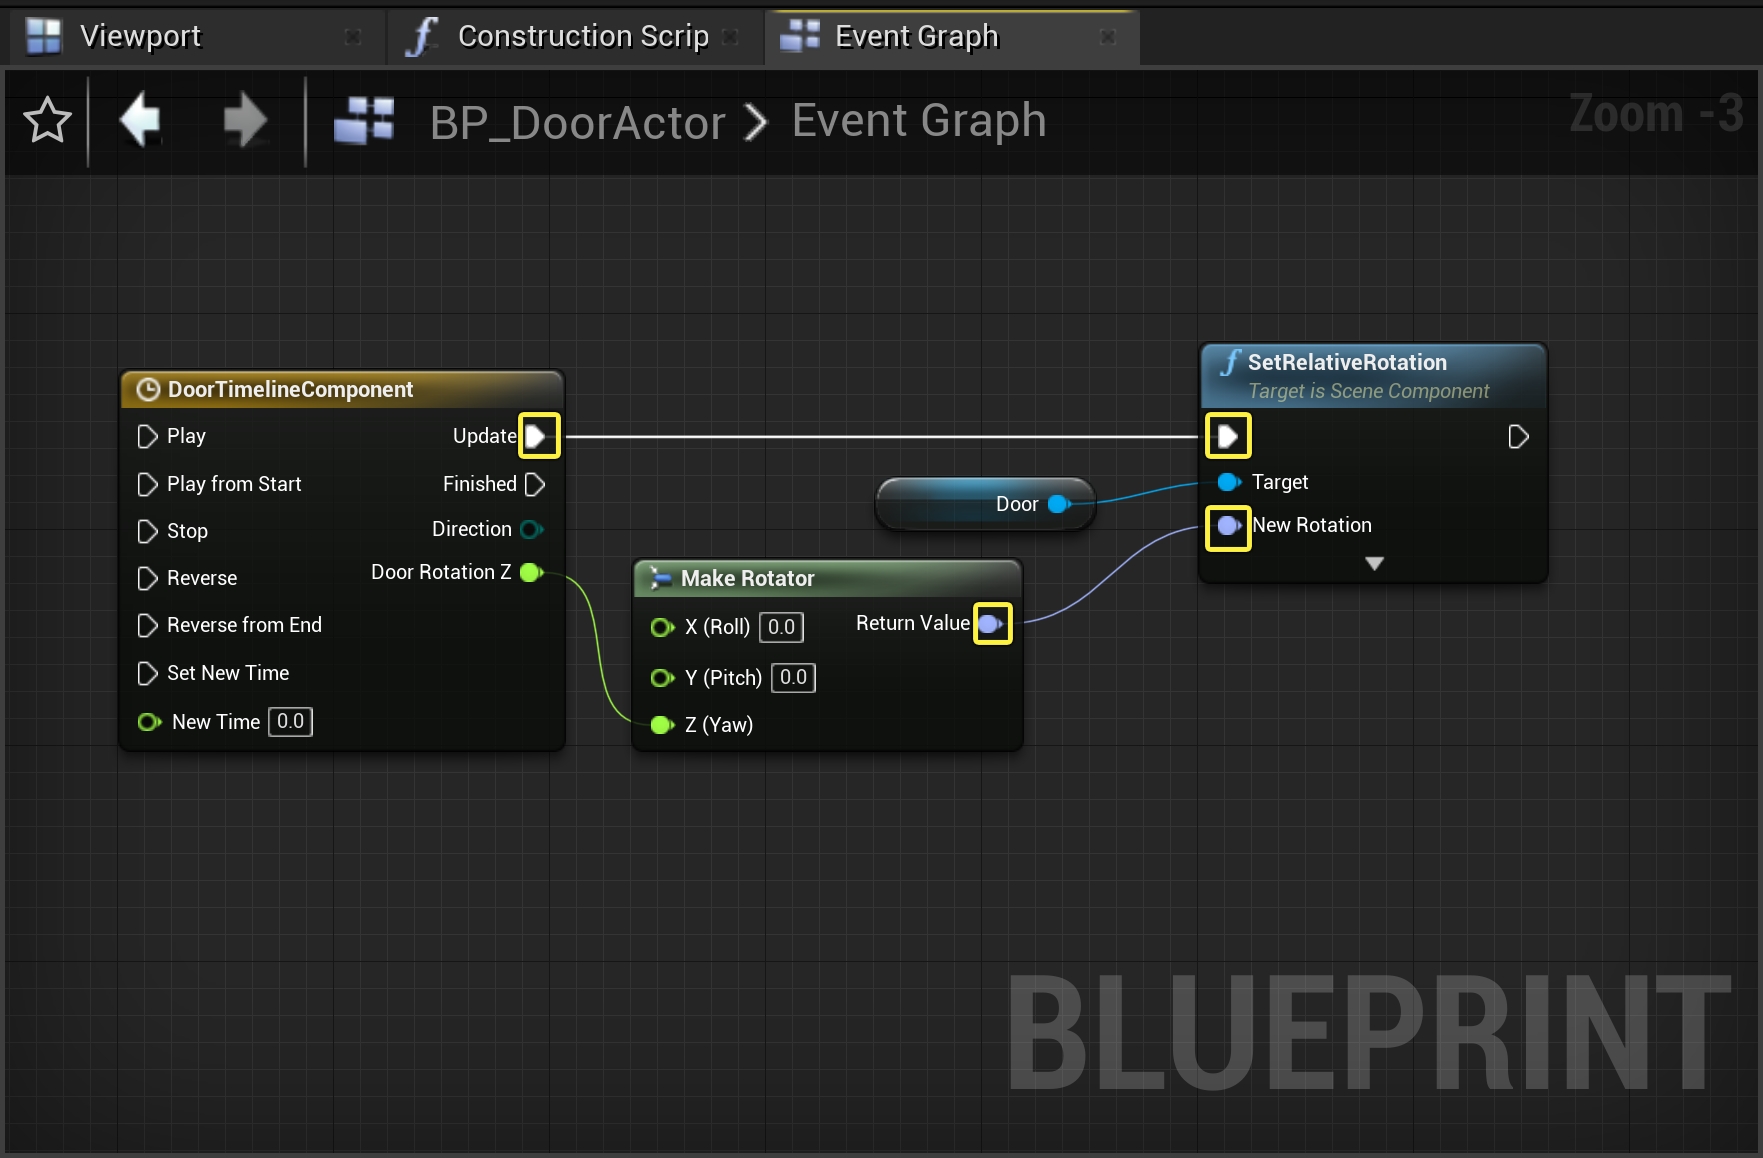 Viewport
Construction Scrip
Event Graph
BP_DoorActor
Event Graph
Zoom -3
DoorTimelineComponent
Play
Update
Play from Start
Finished
Stop
Direction
Reverse
Door Rotation Z
Reverse from End
Set New Time
New Time 0.0
Door
Make Rotator
X (Roll) 0.0
Return Value
Y (Pitch) 0.0
Z (Yaw)
SetRelativeRotation
Target is Scene Component
Target
New Rotation
BLUEPRINT